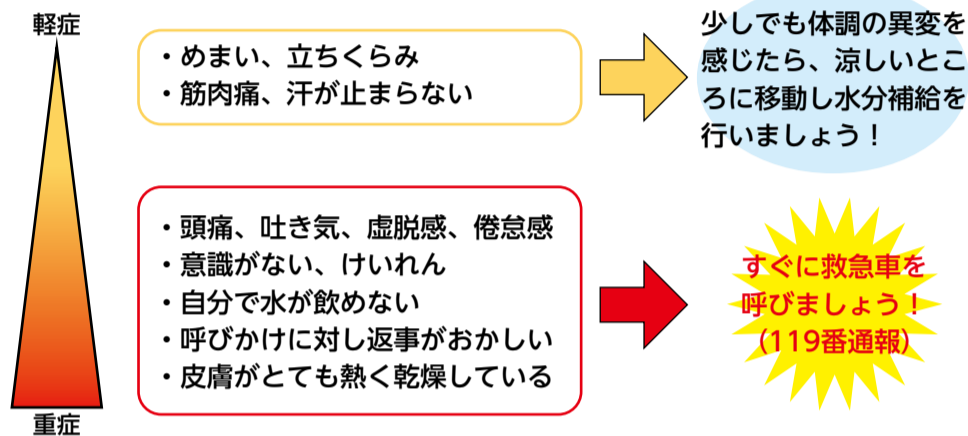 軽症
・めまい、立ちくらみ
・筋肉痛、汗が止まらない
少しでも体調の異変を
感じたら、涼しいとこ
ろに移動し水分補給を
行いましょう！
・頭痛、吐き気、虚脱感、倦怠感
・意識がない、けいれん
・自分で水が飲めない
・呼びかけに対し返事がおかしい
・皮膚がとても熱く乾燥している
すぐに救急車を
呼びましょう！
（119番通報）
重症